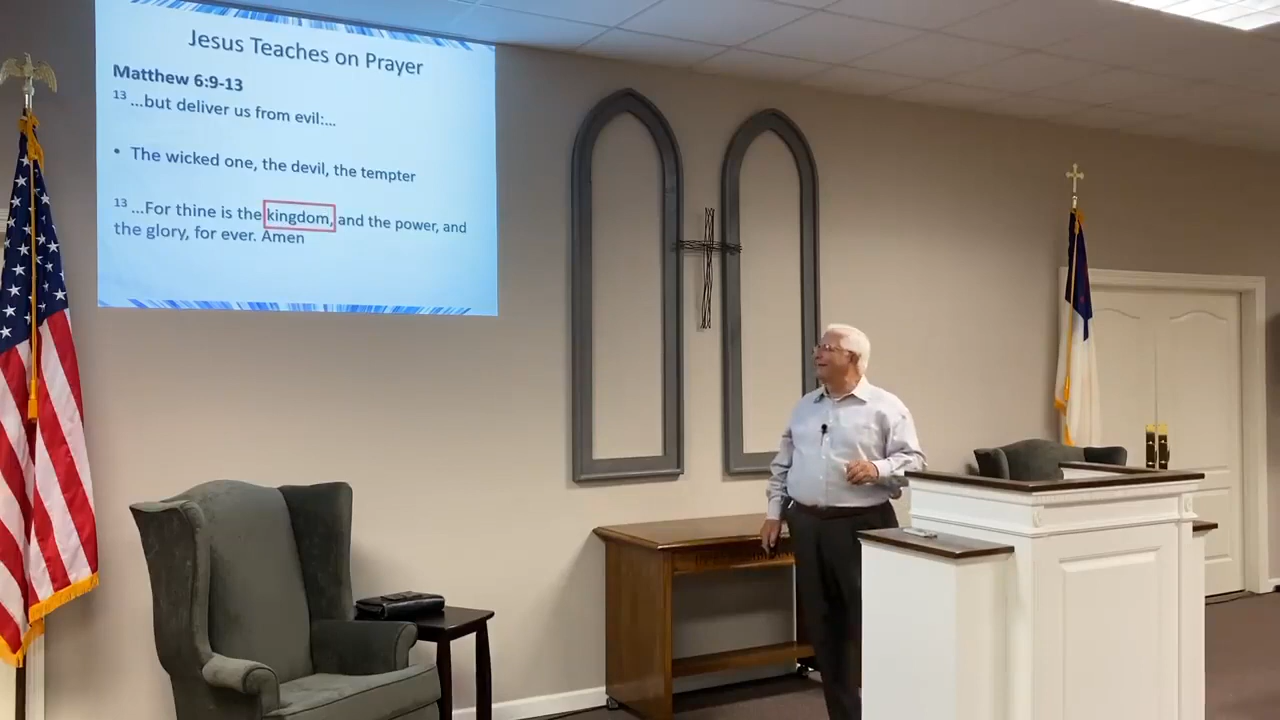 Jesus Teaches on Prayer
Matthew 6:9-13
13 ...but deliver us from evil:...
• The wicked one, the devil, the tempter
13 ...For thine is the kingdom, and the power, and
the glory, for ever. Amen